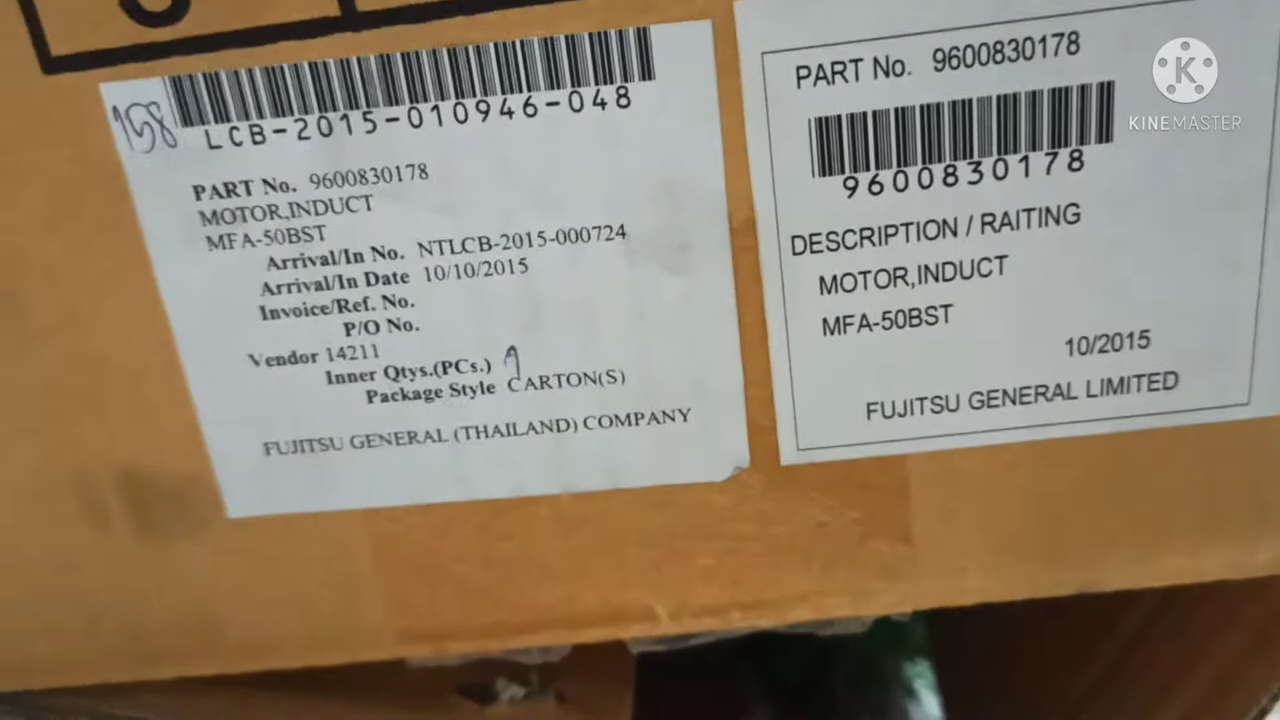 158
LCB-2015-010946-048
PART No. 9600830178
MOTOR,INDUCT
MFA-50BST
Arrival/In No. NTLCB-2015-000724
Arrival/In Date 10/10/2015
Invoice/Ref. No.
P/O No.
Vendor 14211
Inner Qtys.(PCs.)
Package Style CARTON(S)
FUJITSU GENERAL (THAILAND) COMPANY
PART No. 9600830178
9600830178
DESCRIPTION / RAITING
MOTOR,INDUCT
MFA-50BST
10/2015
FUJITSU GENERAL LIMITED
K
KINEMASTER